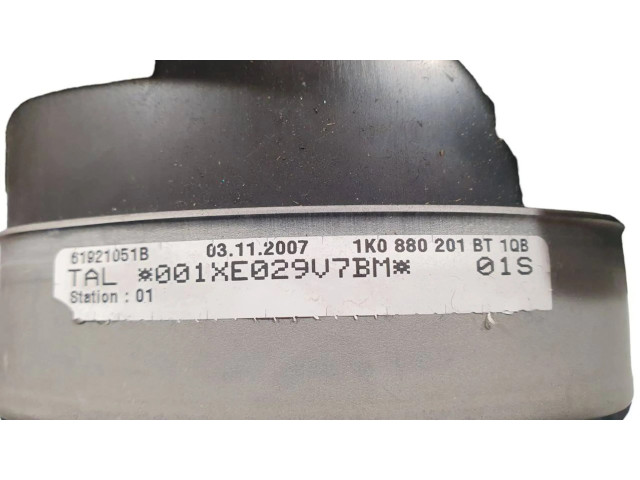 61921051B 03.11.2007 1K0 880 201 BT 1QB
TAL *001XE029V7BM* 01S
Station : 01